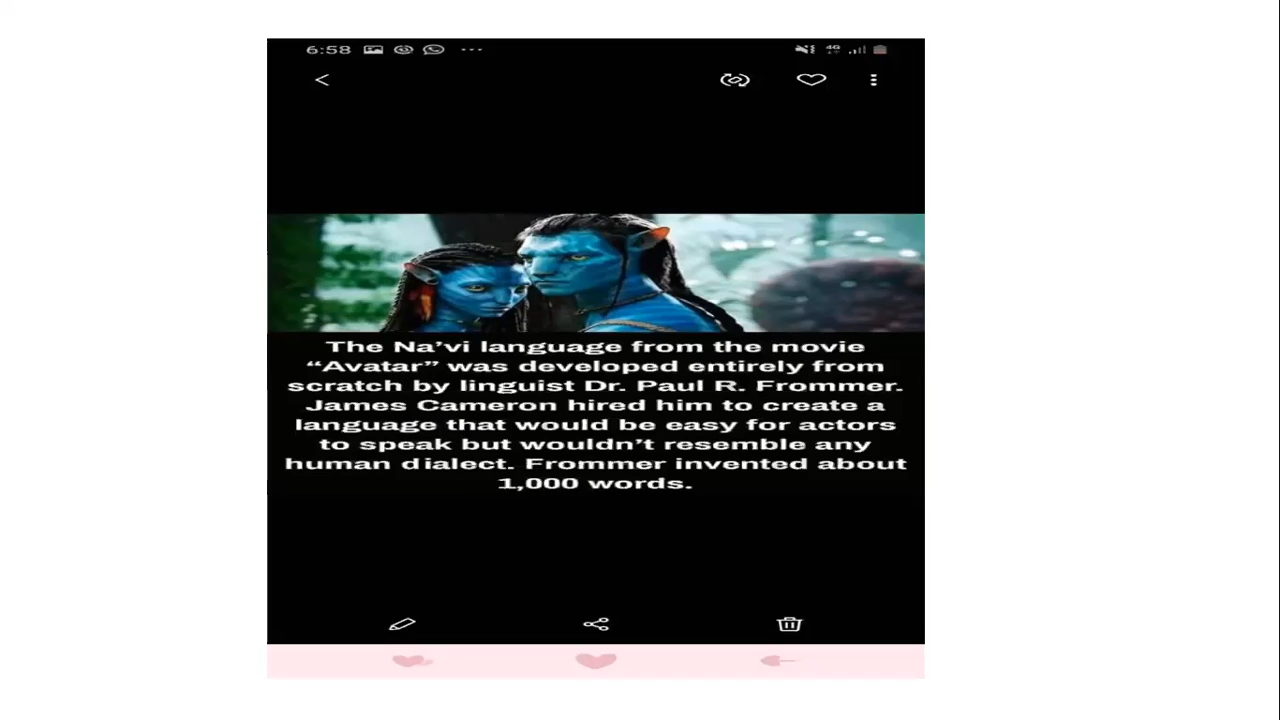 6:58
4G
The Na’vi language from the movie
“Avatar” was developed entirely from
scratch by linguist Dr. Paul R. Frommer.
James Cameron hired him to create a
language that would be easy for actors
to speak but wouldn’t resemble any
human dialect. Frommer invented about
1,000 words.